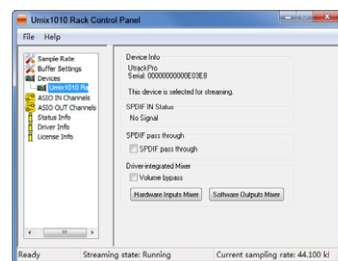 Umix1010 Rack Control Panel
File Help
Sample Rate
Buffer Settings
Devices
Umix1010 Ra
ASIO IN Channels
ASIO OUT Channels
Status Info
Driver Info
License Info
Device Info
UtrackPro
Serial: 00000000000E03E8
This device is selected for streaming.
SPDIF IN Status
No Signal
SPDIF pass through
SPDIF pass through
Driver-integrated Mixer
Volume bypass
Hardware Inputs Mixer Software Outputs Mixer
Ready Streaming state: Running Current sampling rate: 44.100 kl